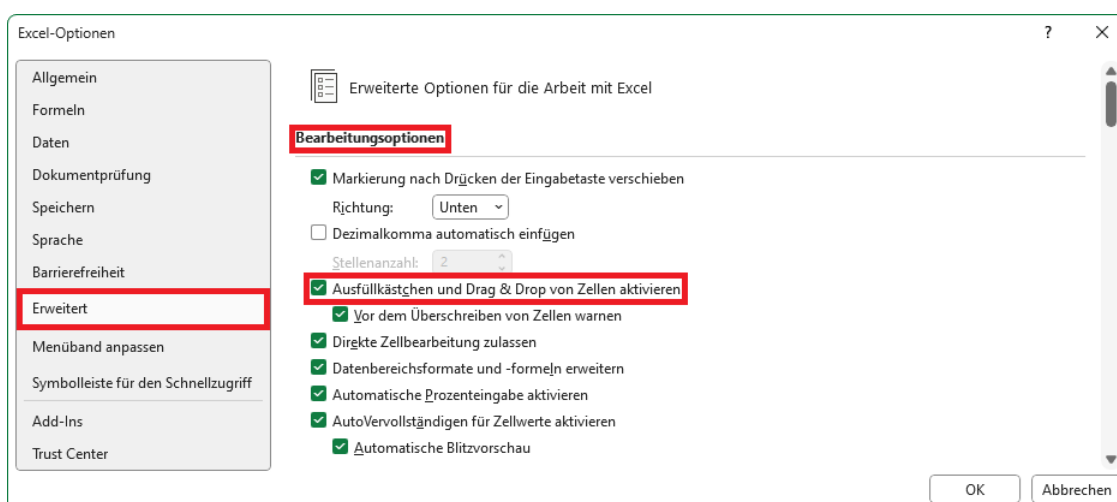 Excel-Optionen
?
Allgemein
Formeln
Daten
Dokumentprüfung
Speichern
Sprache
Barrierefreiheit
Erweitert
Menüband anpassen
Symbolleiste für den Schnellzugriff
Add-Ins
Trust Center
Erweiterte Optionen für die Arbeit mit Excel
Bearbeitungsoptionen
Markierung nach Drücken der Eingabetaste verschieben
Richtung: Unten
Dezimalkomma automatisch einfügen
Stellenanzahl: 2
Ausfüllkästchen und Drag & Drop von Zellen aktivieren
Vor dem Überschreiben von Zellen warnen
Direkte Zellbearbeitung zulassen
Datenbereichsformate und -formeln erweitern
Automatische Prozenteingabe aktivieren
AutoVervollständigen für Zellwerte aktivieren
Automatische Blitzvorschau
OK
Abbrechen